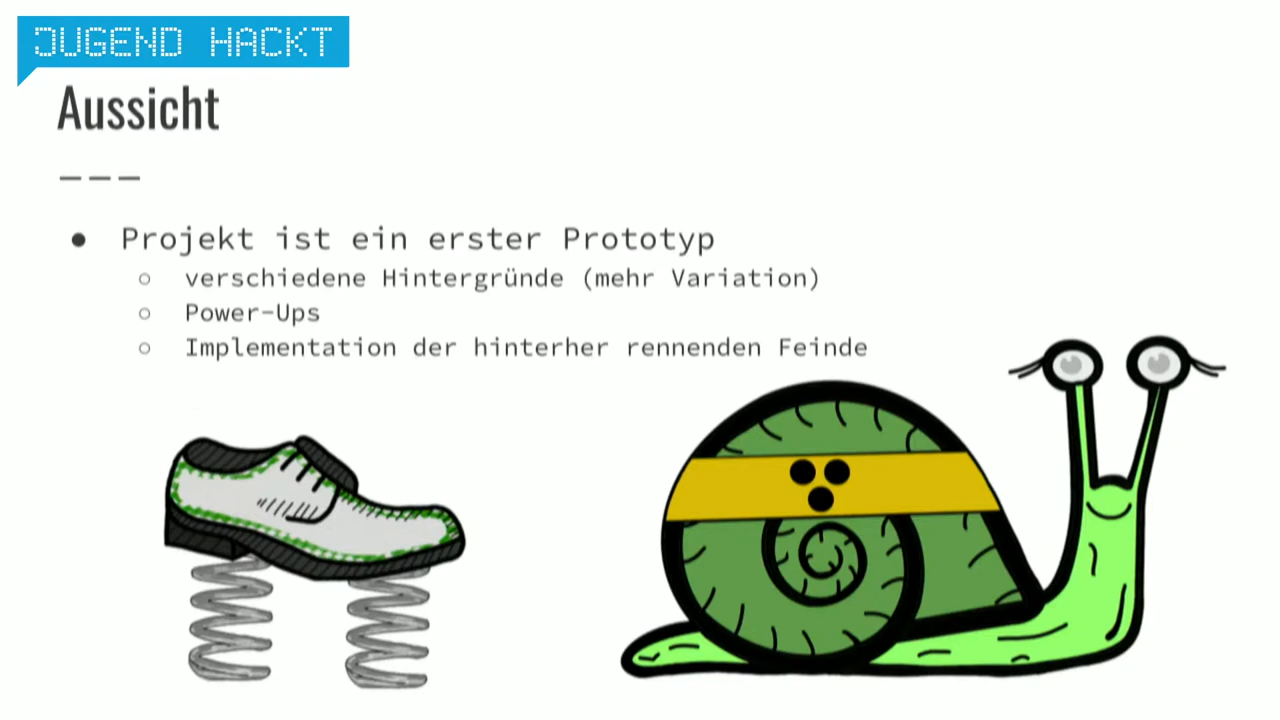 JUGEND HACKT
Aussicht
● Projekt ist ein erster Prototyp
○ verschiedene Hintergründe (mehr Variation)
○ Power-Ups
○ Implementation der hinterher rennenden Feinde